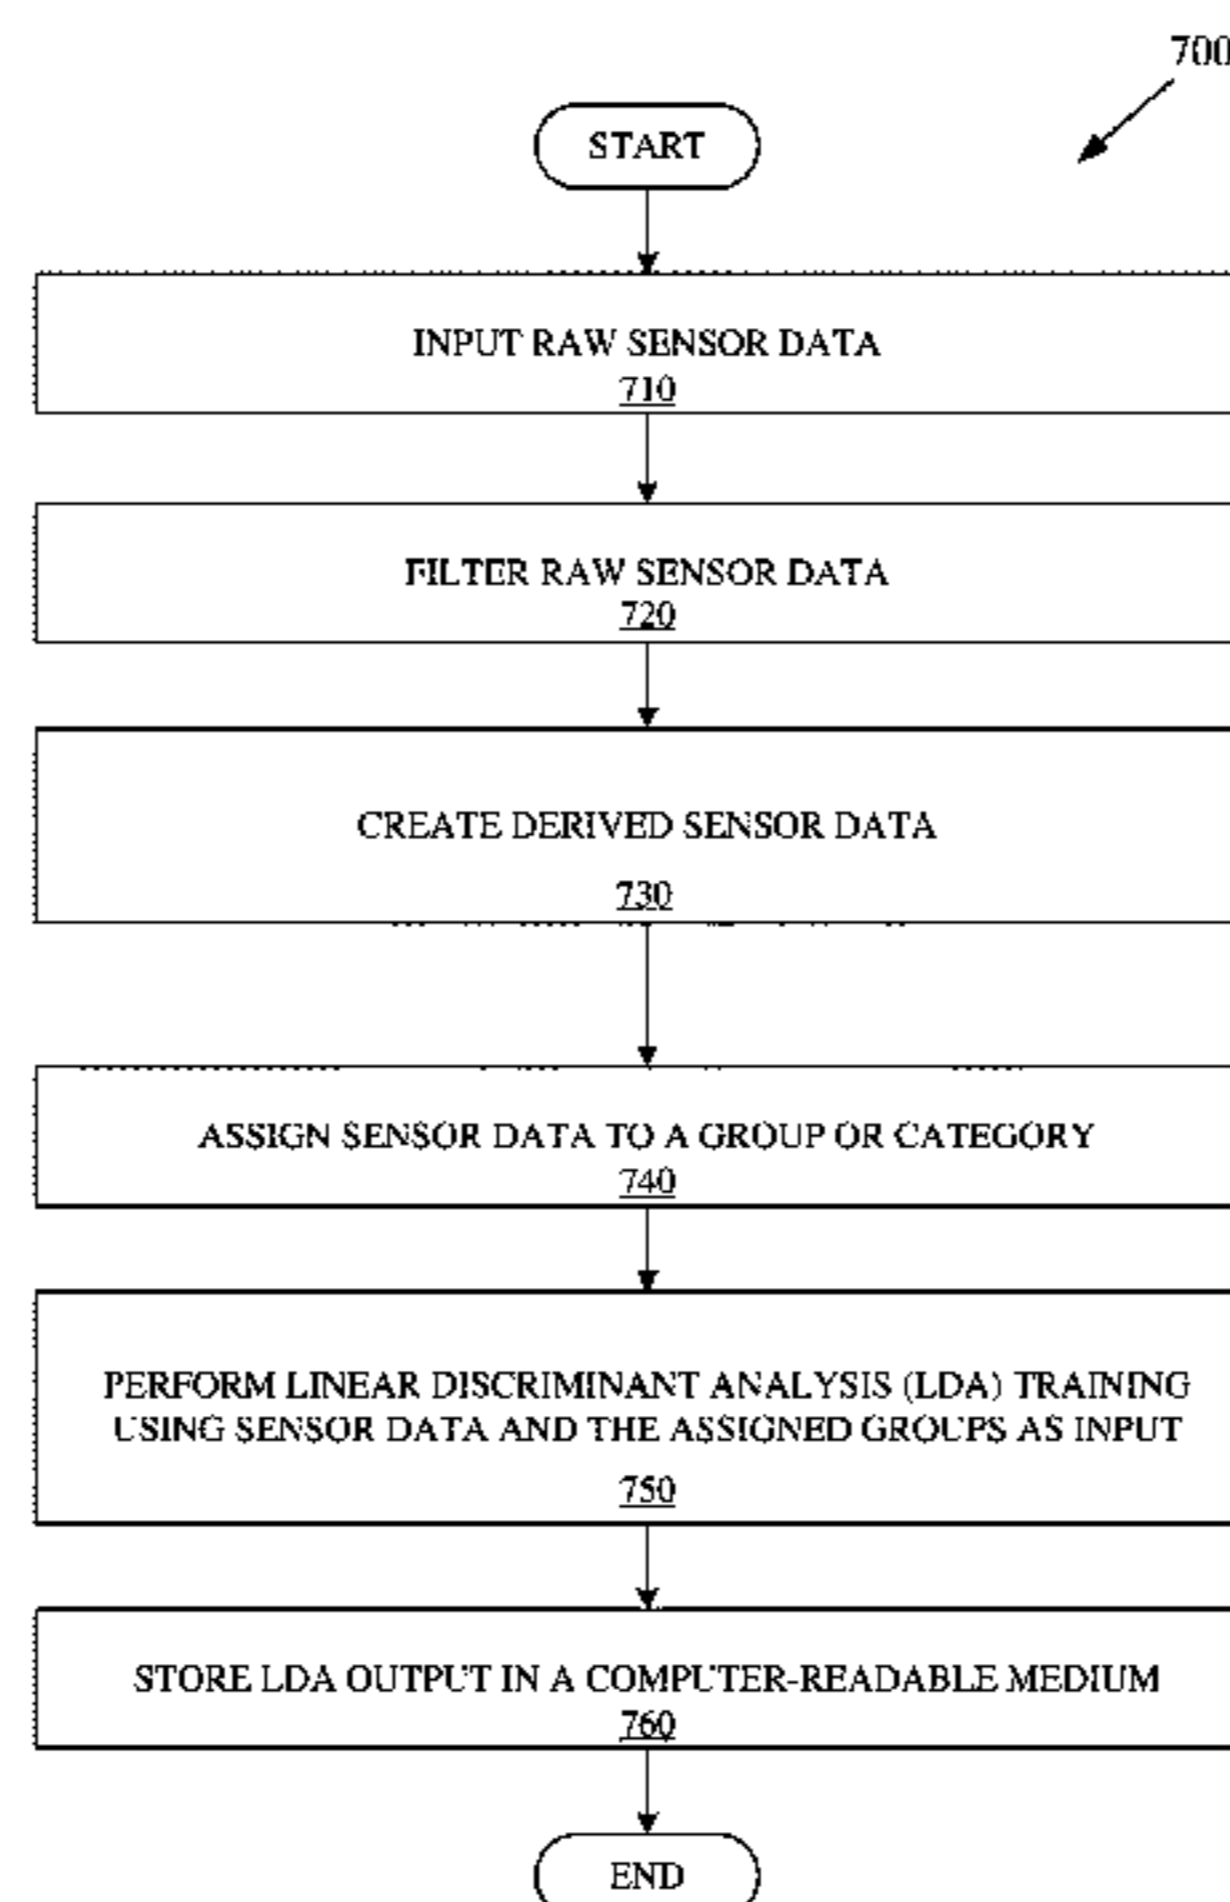 700
START
INPUT RAW SENSOR DATA
710
FILTER RAW SENSOR DATA
720
CREATE DERIVED SENSOR DATA
730
ASSIGN SENSOR DATA TO A GROUP OR CATEGORY
740
PERFORM LINEAR DISCRIMINANT ANALYSIS (LDA) TRAINING
USING SENSOR DATA AND THE ASSIGNED GROUPS AS INPUT
750
STORE LDA OUTPUT IN A COMPUTER-READABLE MEDIUM
760
END